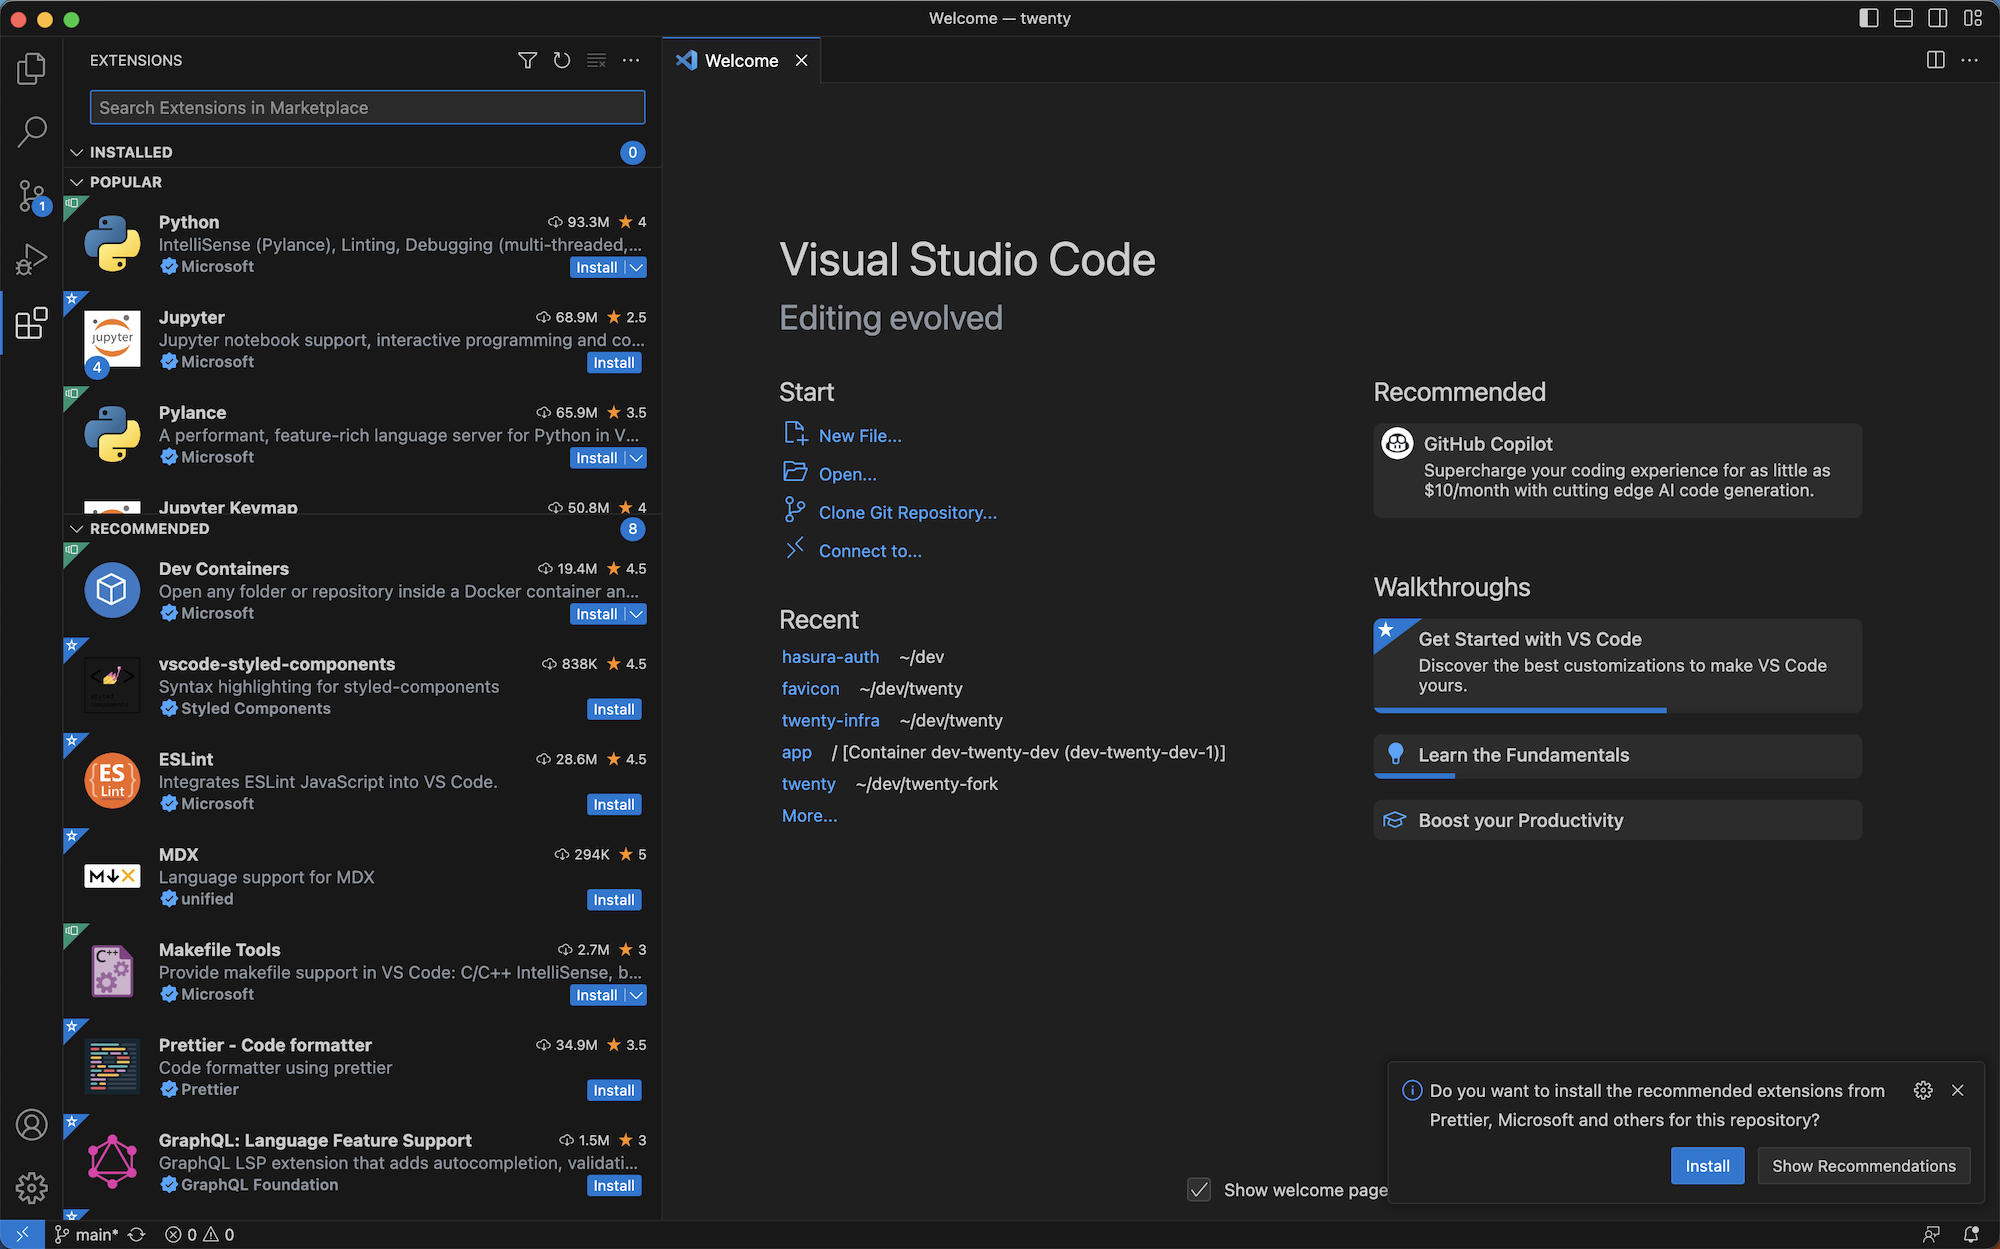 Welcome — twenty
EXTENSIONS
Search Extensions in Marketplace
INSTALLED
0
POPULAR
Python
93.3M
4
IntelliSense (Pylance), Linting, Debugging (multi-threaded,...
Microsoft
Install
Jupyter
68.9M
2.5
jupyter
Jupyter notebook support, interactive programming and co...
Microsoft
Install
4
Pylance
65.9M
3.5
A performant, feature-rich language server for Python in V...
Microsoft
Install
Jupyter Keymap
50.8M
4
RECOMMENDED
8
Dev Containers
19.4M
4.5
Open any folder or repository inside a Docker container an...
Microsoft
Install
vscode-styled-components
838K
4.5
Syntax highlighting for styled-components
Styled Components
Install
ESLint
28.6M
4.5
ES
Lint
Integrates ESLint JavaScript into VS Code.
Microsoft
Install
MDX
294K
5
Language support for MDX
unified
Install
Makefile Tools
2.7M
3
C++
Provide makefile support in VS Code: C/C++ IntelliSense, b...
Microsoft
Install
Prettier - Code formatter
34.9M
3.5
Code formatter using prettier
Prettier
Install
GraphQL: Language Feature Support
1.5M
3
GraphQL LSP extension that adds autocompletion, validati...
GraphQL Foundation
Install
1
main*
0
0
Welcome
Visual Studio Code
Editing evolved
Start
New File...
Open...
Clone Git Repository...
Connect to...
Recent
hasura-auth ~/dev
favicon ~/dev/twenty
twenty-infra ~/dev/twenty
app / [Container dev-twenty-dev (dev-twenty-dev-1)]
twenty ~/dev/twenty-fork
More...
Recommended
GitHub Copilot
Supercharge your coding experience for as little as
$10/month with cutting edge AI code generation.
Walkthroughs
Get Started with VS Code
Discover the best customizations to make VS Code
yours.
Learn the Fundamentals
Boost your Productivity
Show welcome page
Do you want to install the recommended extensions from
Prettier, Microsoft and others for this repository?
Install
Show Recommendations